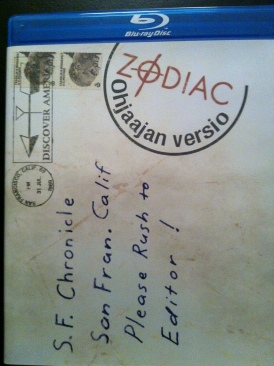 Blu-ray Disc
ZODIAC
Ohjaajan versio
DISCOVER AMERICA
S.F. Chronicle
San Fran. Calif
Please Rush to
Editor !